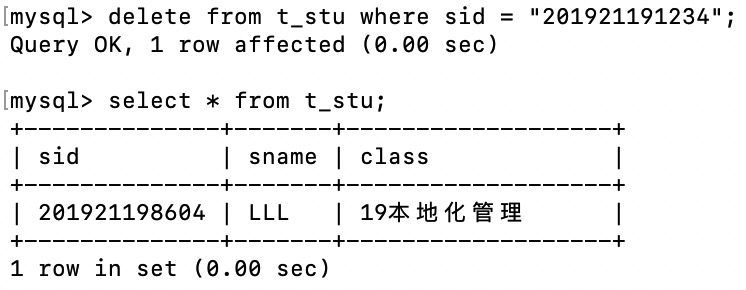 mysql> delete from t_stu where sid = "201921191234";
Query OK, 1 row affected (0.00 sec)
mysql> select * from t_stu;
+--------------+-------+-------------------+
| sid          | sname | class             |
+--------------+-------+-------------------+
| 201921198604 | LLL   | 19本地化管理      |
+--------------+-------+-------------------+
1 row in set (0.00 sec)